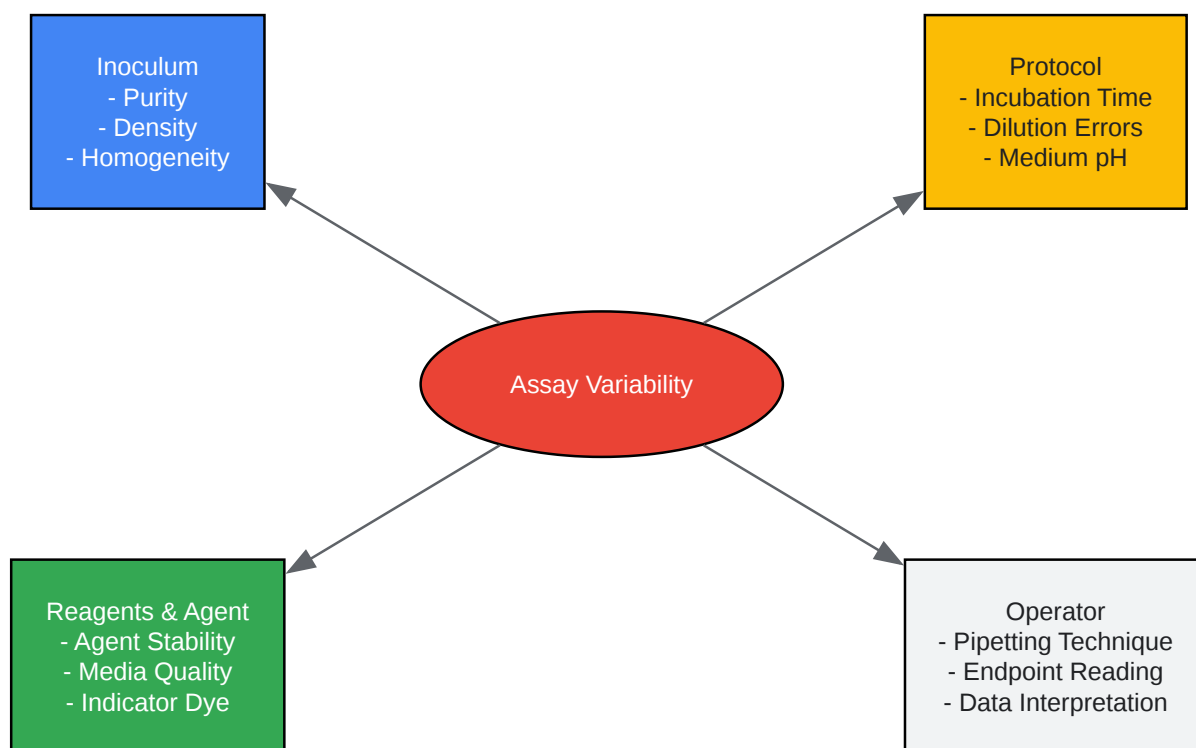 Inoculum
- Purity
- Density
- Homogeneity
Protocol
- Incubation Time
- Dilution Errors
- Medium pH
Assay Variability
Reagents & Agent
- Agent Stability
- Media Quality
- Indicator Dye
Operator
- Pipetting Technique
- Endpoint Reading
- Data Interpretation